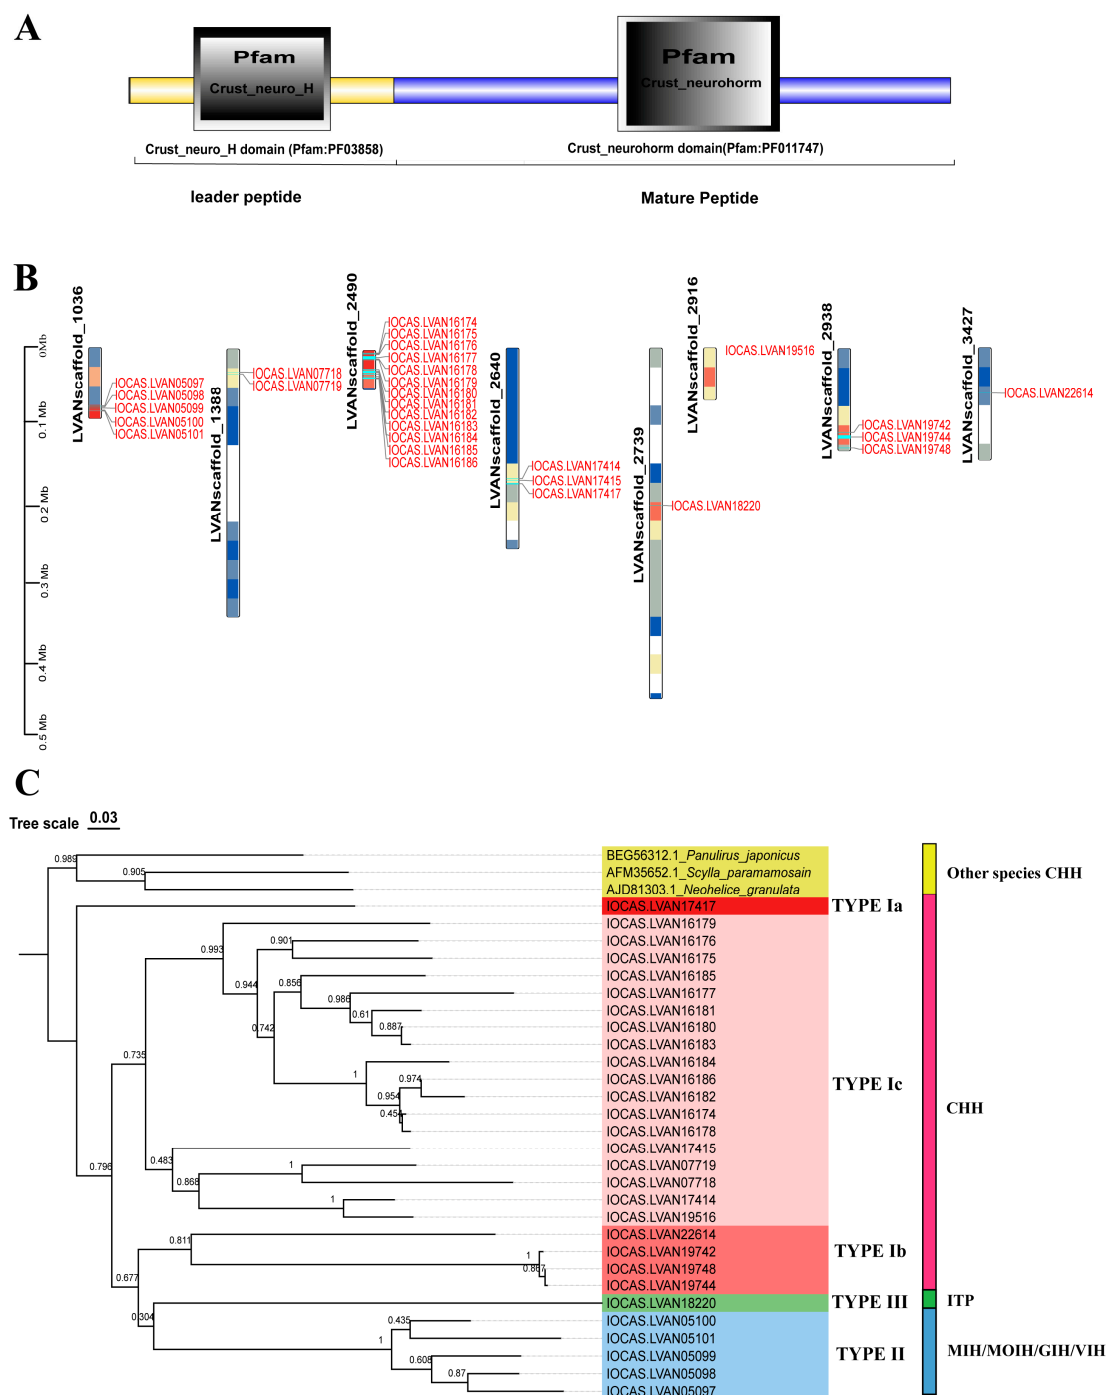 A
Pfam
Crust_neuro_H
Pfam
Crust_neurohorm
Crust_neuro_H domain (Pfam:PF03858)
Crust_neurohorm domain(Pfam:PF011747)
leader peptide
Mature Peptide
B
0Mb
0.1 Mb
0.2 Mb
0.3 Mb
0.4 Mb
0.5 Mb
LVANscaffold_1036
IOCAS.LVAN05097
IOCAS.LVAN05098
IOCAS.LVAN05099
IOCAS.LVAN05100
IOCAS.LVAN05101
LVANscaffold_1388
IOCAS.LVAN07718
IOCAS.LVAN07719
LVANscaffold_2490
IOCAS.LVAN16174
IOCAS.LVAN16175
IOCAS.LVAN16176
IOCAS.LVAN16177
IOCAS.LVAN16178
IOCAS.LVAN16179
IOCAS.LVAN16180
IOCAS.LVAN16181
IOCAS.LVAN16182
IOCAS.LVAN16183
IOCAS.LVAN16184
IOCAS.LVAN16185
IOCAS.LVAN16186
LVANscaffold_2640
IOCAS.LVAN17414
IOCAS.LVAN17415
IOCAS.LVAN17417
LVANscaffold_2739
IOCAS.LVAN18220
LVANscaffold_2916
IOCAS.LVAN19516
LVANscaffold_2938
IOCAS.LVAN19742
IOCAS.LVAN19744
IOCAS.LVAN19748
LVANscaffold_3427
IOCAS.LVAN22614
C
Tree scale 0.03
0.989
0.905
0.993
0.901
0.944
0.856
0.986
0.61
0.887
0.742
1
0.974
0.954
0.454
0.735
0.483
1
0.868
1
0.796
0.811
1
0.887
0.677
0.304
0.435
1
0.608
0.87
BEG56312.1_Panulirus_japonicus
AFM35652.1_Scylla_paramamosain
AJD81303.1_Neohelice_granulata
IOCAS.LVAN17417
IOCAS.LVAN16179
IOCAS.LVAN16176
IOCAS.LVAN16175
IOCAS.LVAN16185
IOCAS.LVAN16177
IOCAS.LVAN16181
IOCAS.LVAN16180
IOCAS.LVAN16183
IOCAS.LVAN16184
IOCAS.LVAN16186
IOCAS.LVAN16182
IOCAS.LVAN16174
IOCAS.LVAN16178
IOCAS.LVAN17415
IOCAS.LVAN07719
IOCAS.LVAN07718
IOCAS.LVAN17414
IOCAS.LVAN19516
IOCAS.LVAN22614
IOCAS.LVAN19742
IOCAS.LVAN19748
IOCAS.LVAN19744
IOCAS.LVAN18220
IOCAS.LVAN05100
IOCAS.LVAN05101
IOCAS.LVAN05099
IOCAS.LVAN05098
IOCAS.LVAN05097
TYPE Ia
TYPE Ic
TYPE Ib
TYPE III
TYPE II
Other species CHH
CHH
ITP
MIH/MOIH/GIH/VIH